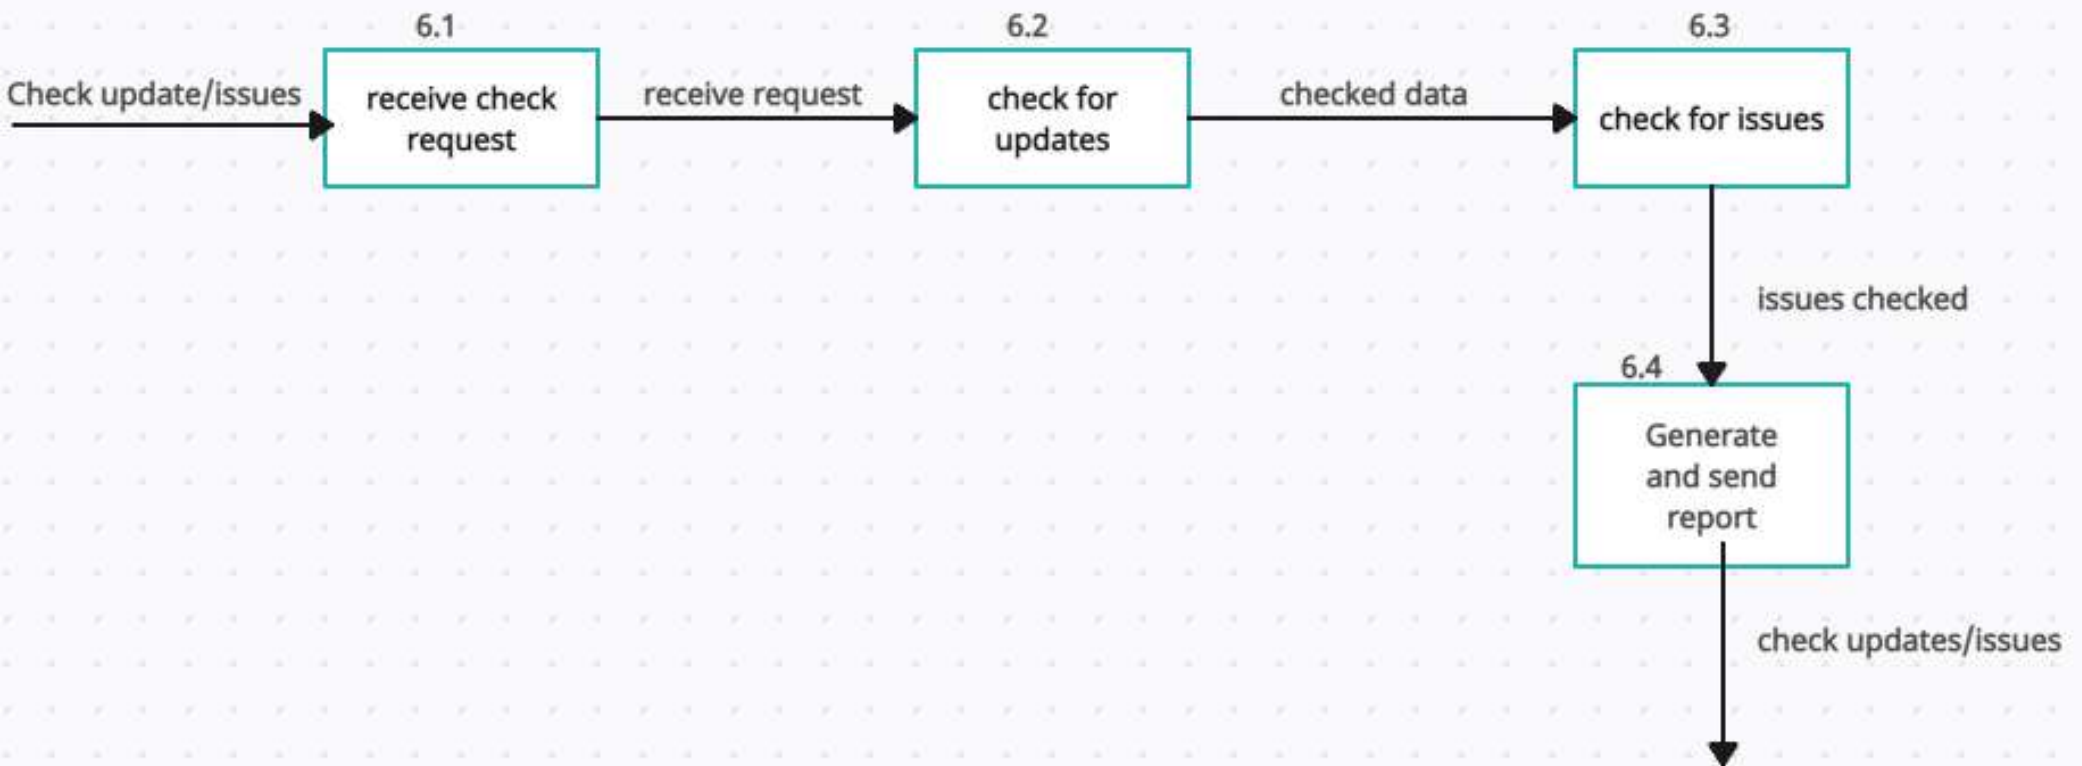 6.1
6.2
6.3
Check update/issues
receive check
request
receive request
check for
updates
checked data
check for issues
issues checked
6.4
Generate
and send
report
check updates/issues